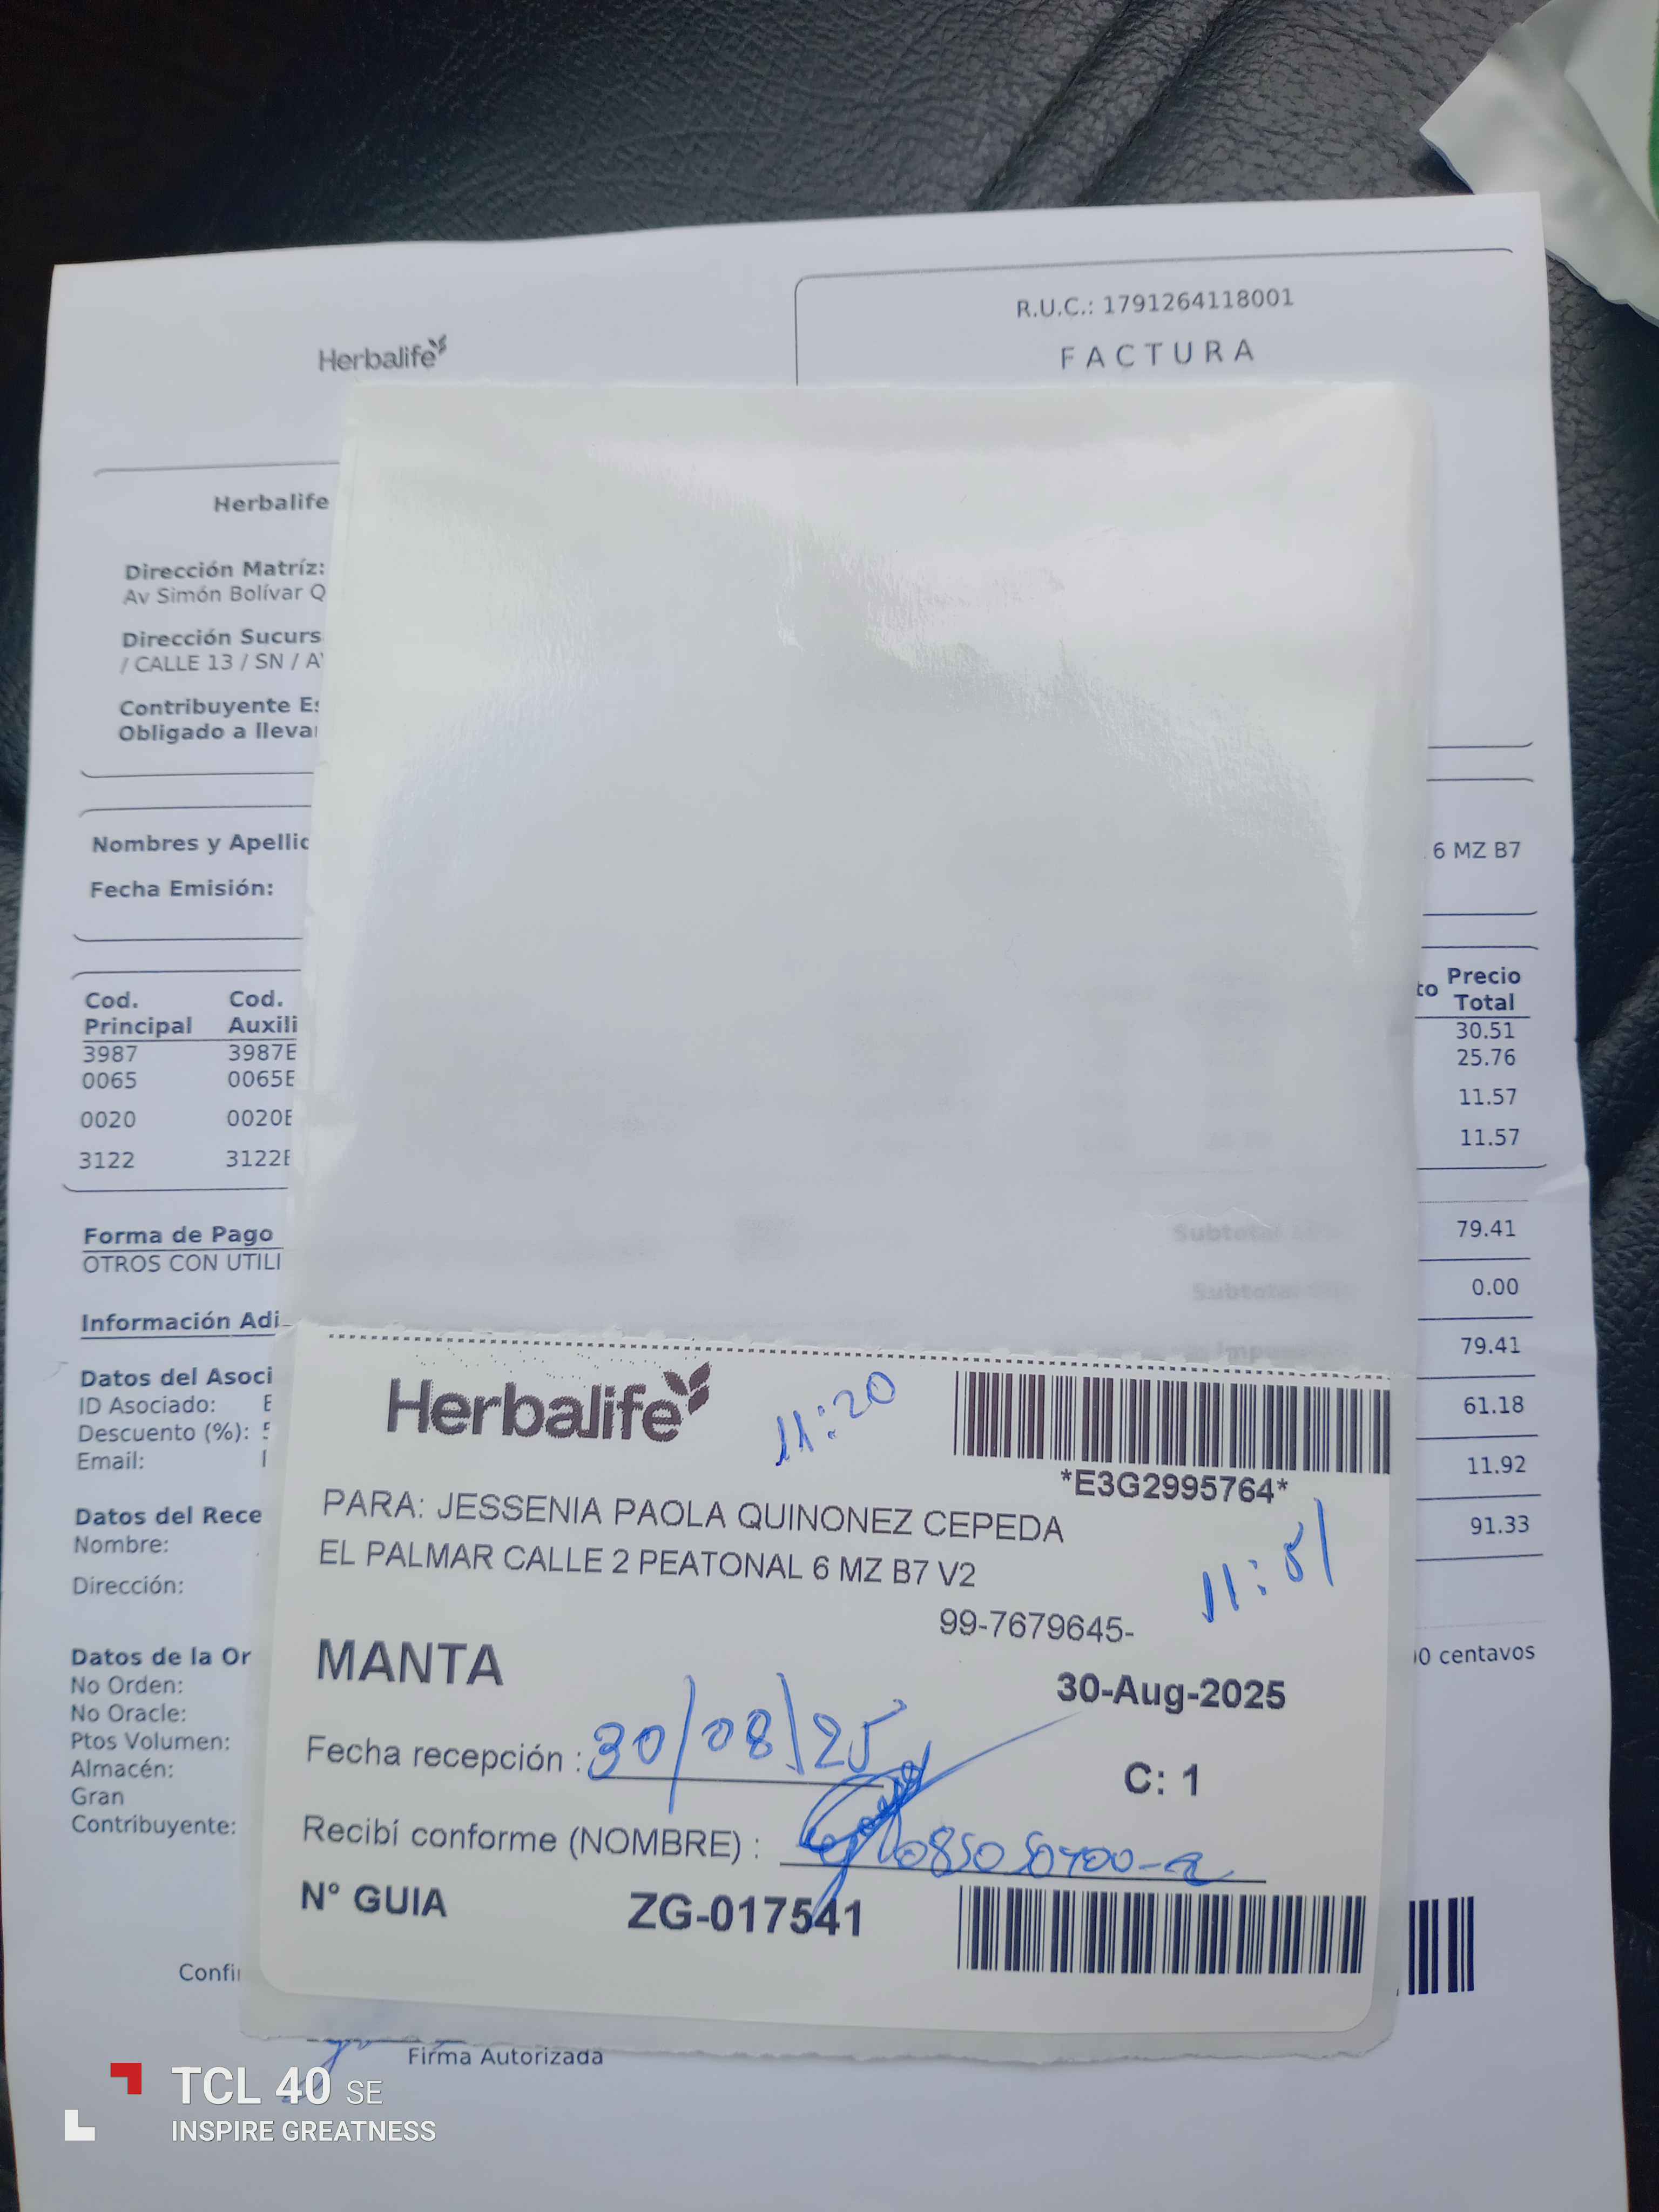 R.U.C.: 1791264118001
FACTURA
Herbalife
Herbalife
Dirección Matríz:
Av Simón Bolívar Q
Dirección Sucurs
/ CALLE 13 / SN / A
Contribuyente Es
Obligado a lleva
Nombres y Apellid
6 MZ B7
Fecha Emisión:
Cod. Principal Cod. Auxili to Precio Total
3987 3987E 30.51
0065 0065E 25.76
0020 0020E 11.57
3122 3122E 11.57
Forma de Pago Subtotal 79.41
OTROS CON UTILI
Subtotal 0.00
Información Adi 79.41
Datos del Asoci
ID Asociado: 61.18
Descuento (%):
Email: 11.92
Datos del Rece 91.33
Nombre:
Dirección:
Datos de la Or 0 centavos
No Orden:
No Oracle:
Ptos Volumen:
Almacén:
Gran
Contribuyente:
Confi
Firma Autorizada
Herbalife
11:20
*E3G2995764*
PARA: JESSENIA PAOLA QUINONEZ CEPEDA
EL PALMAR CALLE 2 PEATONAL 6 MZ B7 V2
11:51
99-7679645-
MANTA
30-Aug-2025
Fecha recepción : 30/08/25
C: 1
Recibí conforme (NOMBRE) :
N° GUIA ZG-017541
TCL 40 SE
INSPIRE GREATNESS